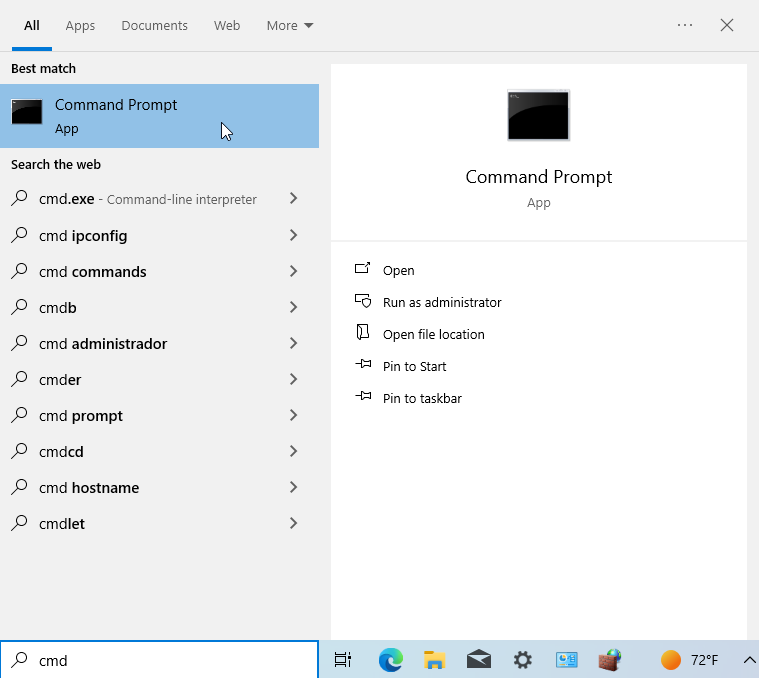 All Apps Documents Web More
Best match
Command Prompt
App
Search the web
cmd.exe - Command-line interpreter
cmd ipconfig
cmd commands
cmdb
cmd administrador
cmder
cmd prompt
cmdcd
cmd hostname
cmdlet
Command Prompt
App
Open
Run as administrator
Open file location
Pin to Start
Pin to taskbar
cmd
72°F